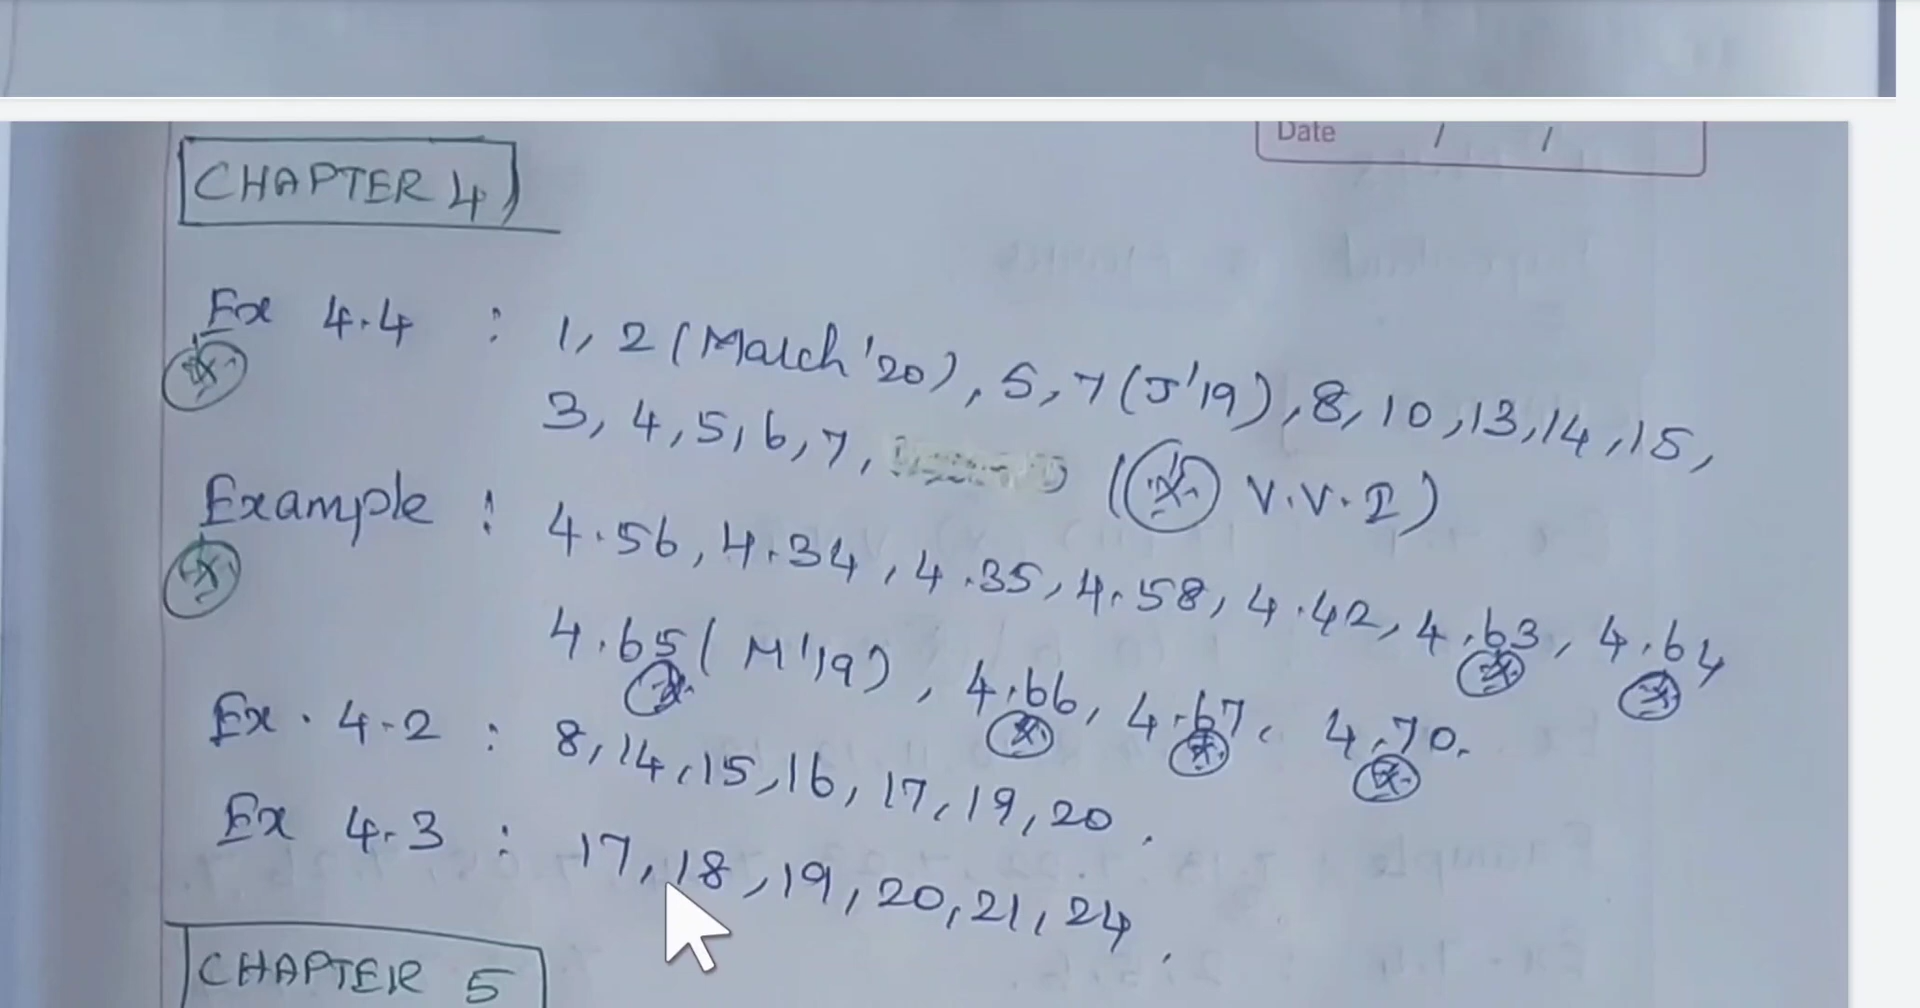 Date / /
CHAPTER 4
Ex 4.4 : 1, 2 (March '20), 5, 7 (J'19), 8, 10, 13, 14, 15,
3, 4, 5, 6, 7, (V.V.I)
Example : 4.56, 4.34, 4.35, 4.58, 4.42, 4.63, 4.64
4.65 (M'19), 4.66, 4.67, 4.70.
Ex. 4.2 : 8, 14, 15, 16, 17, 19, 20.
Ex 4.3 : 17, 18, 19, 20, 21, 24.
CHAPTER 5